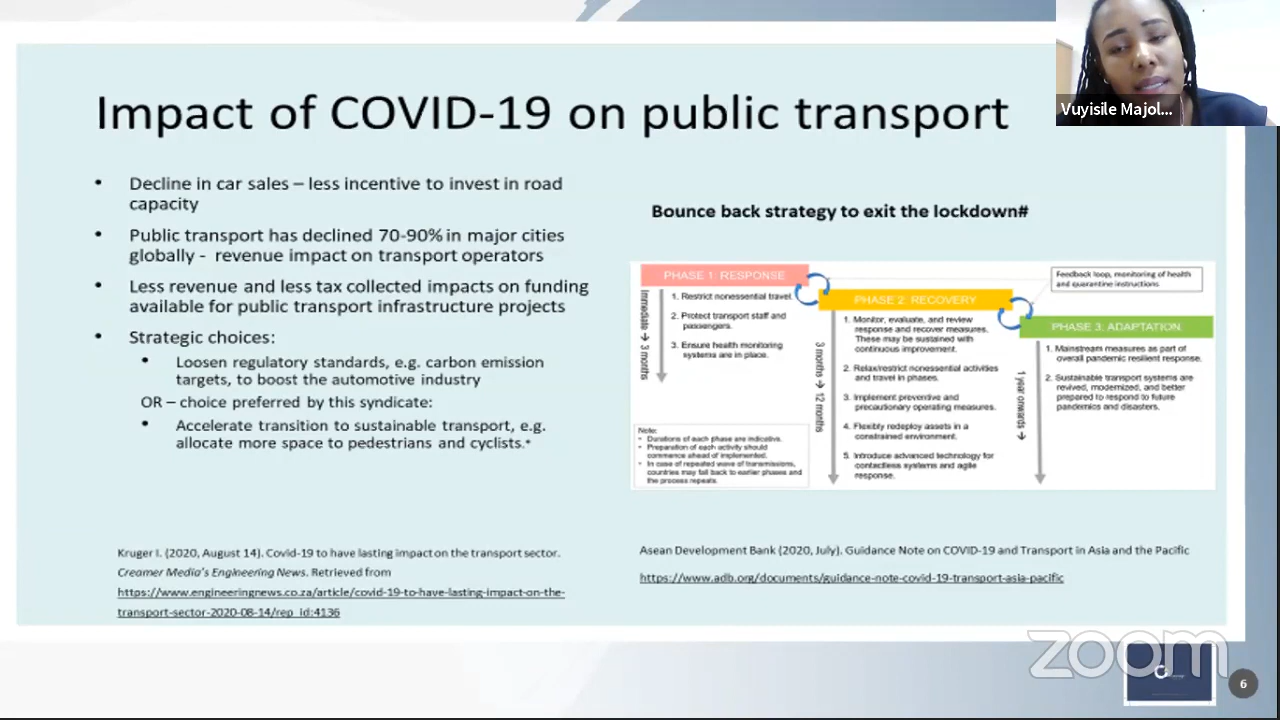 Impact of COVID-19 on public transport
Vuyisile Majol...
• Decline in car sales – less incentive to invest in road
capacity
• Public transport has declined 70-90% in major cities
globally - revenue impact on transport operators
• Less revenue and less tax collected impacts on funding
available for public transport infrastructure projects
• Strategic choices:
• Loosen regulatory standards, e.g. carbon emission
targets, to boost the automotive industry
OR – choice preferred by this syndicate:
• Accelerate transition to sustainable transport, e.g.
allocate more space to pedestrians and cyclists.*
Kruger I. (2020, August 14). Covid-19 to have lasting impact on the transport sector.
Creamer Media's Engineering News. Retrieved from
https://www.engineeringnews.co.za/article/covid-19-to-have-lasting-impact-on-the-
transport-sector-2020-08-14/rep_id:4136
Bounce back strategy to exit the lockdown#
PHASE 1: RESPONSE
Immediate → 3 months
1. Restrict nonessential travel.
2. Protect transport staff and
passengers.
3. Ensure health monitoring
systems are in place.
Note:
• Durations of each phase are indicative.
• Preparation of each activity should
commence ahead of implemented.
• In case of repeated wave of transmissions,
countries may fall back to earlier phases and
the process repeats.
PHASE 2: RECOVERY
3 months → 12 months
1. Monitor, evaluate, and review
response and recover measures.
These may be sustained with
continuous improvement.
2. Relax/restrict nonessential activities
and travel in phases.
3. Implement preventive and
precautionary operating measures.
4. Flexibly redeploy assets in a
constrained environment.
5. Introduce advanced technology for
contactless systems and agile
response.
Feedback loop, monitoring of health
and quarantine instructions
PHASE 3: ADAPTATION
1 year onwards →
1. Mainstream measures as part of
overall pandemic resilient response.
2. Sustainable transport systems are
revived, modernized, and better
prepared to respond to future
pandemics and disasters.
Asean Development Bank (2020, July). Guidance Note on COVID-19 and Transport in Asia and the Pacific
https://www.adb.org/documents/guidance-note-covid-19-transport-asia-pacific
zoom
6